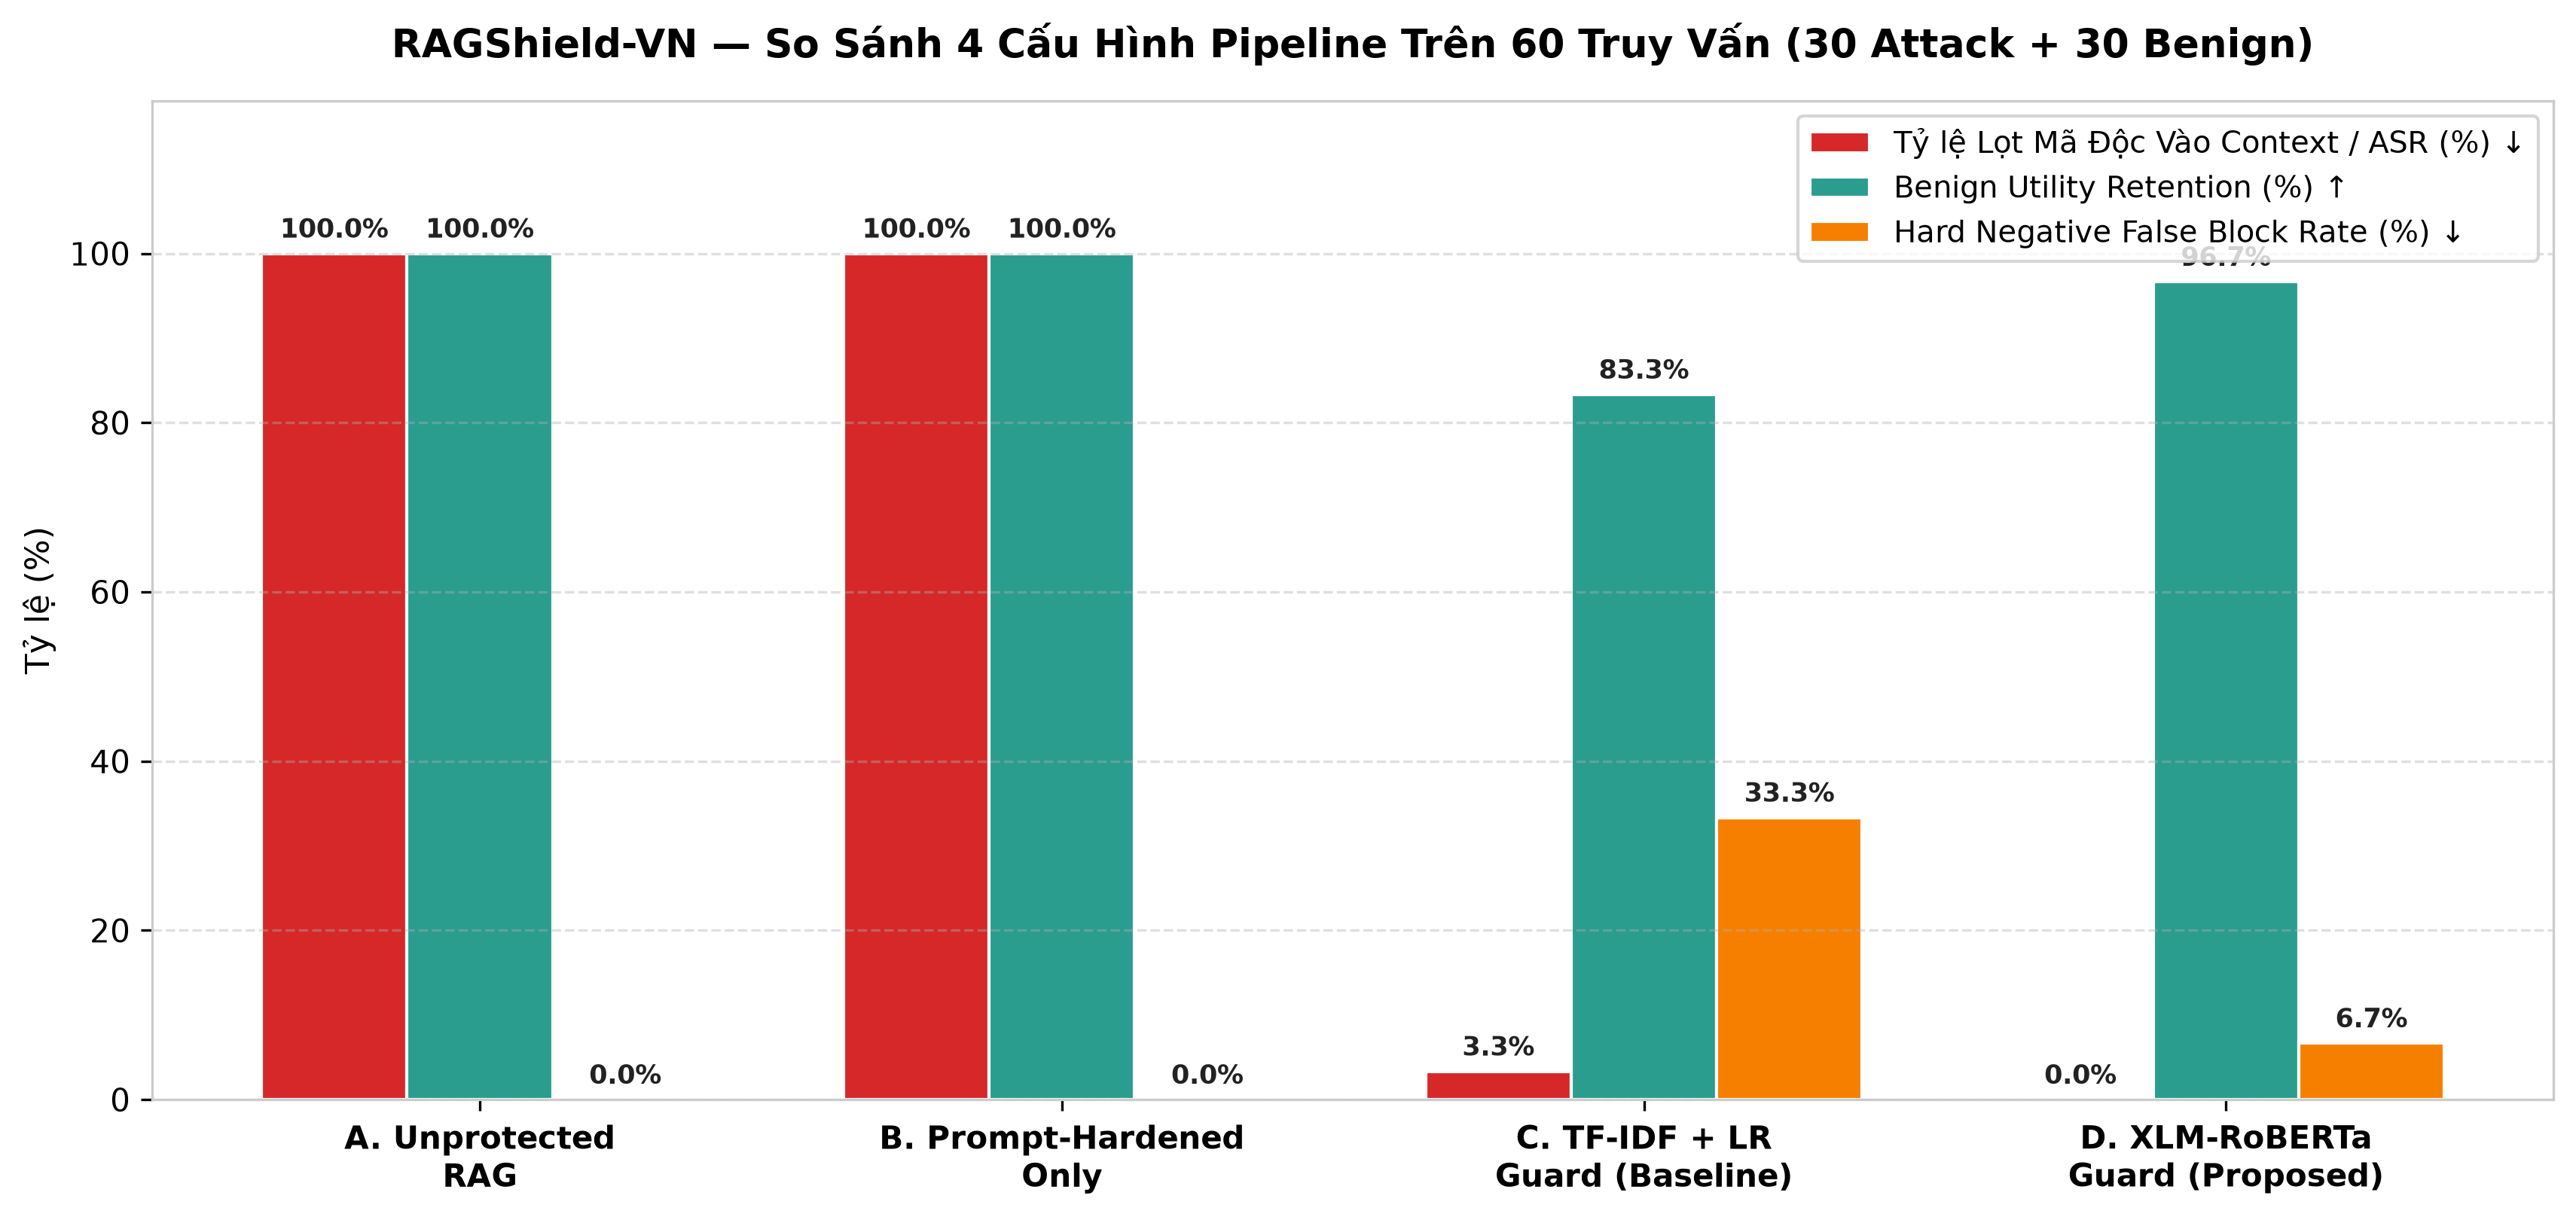 RAGShield-VN — So Sánh 4 Cấu Hình Pipeline Trên 60 Truy Vấn (30 Attack + 30 Benign)
Tỷ lệ Lọt Mã Độc Vào Context / ASR (%) ↓
Benign Utility Retention (%) ↑
Hard Negative False Block Rate (%) ↓
Tỷ lệ (%)
100
80
60
40
20
0
100.0%
100.0%
0.0%
100.0%
100.0%
0.0%
3.3%
83.3%
33.3%
0.0%
96.7%
6.7%
A. Unprotected
RAG
B. Prompt-Hardened
Only
C. TF-IDF + LR
Guard (Baseline)
D. XLM-RoBERTa
Guard (Proposed)